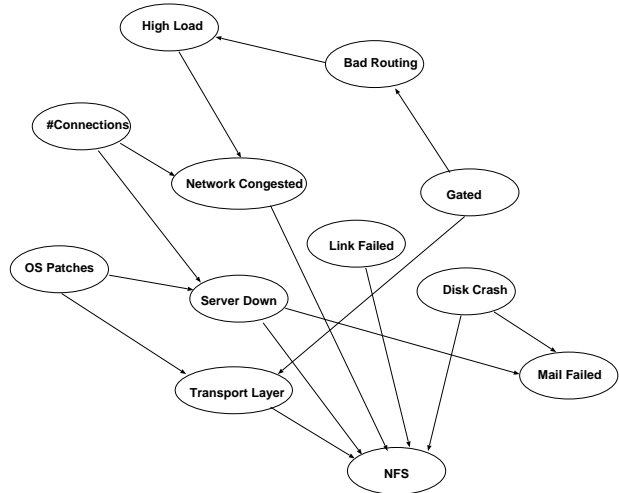 High Load
Bad Routing
#Connections
Network Congested
Gated
Link Failed
OS Patches
Server Down
Disk Crash
Mail Failed
Transport Layer
NFS